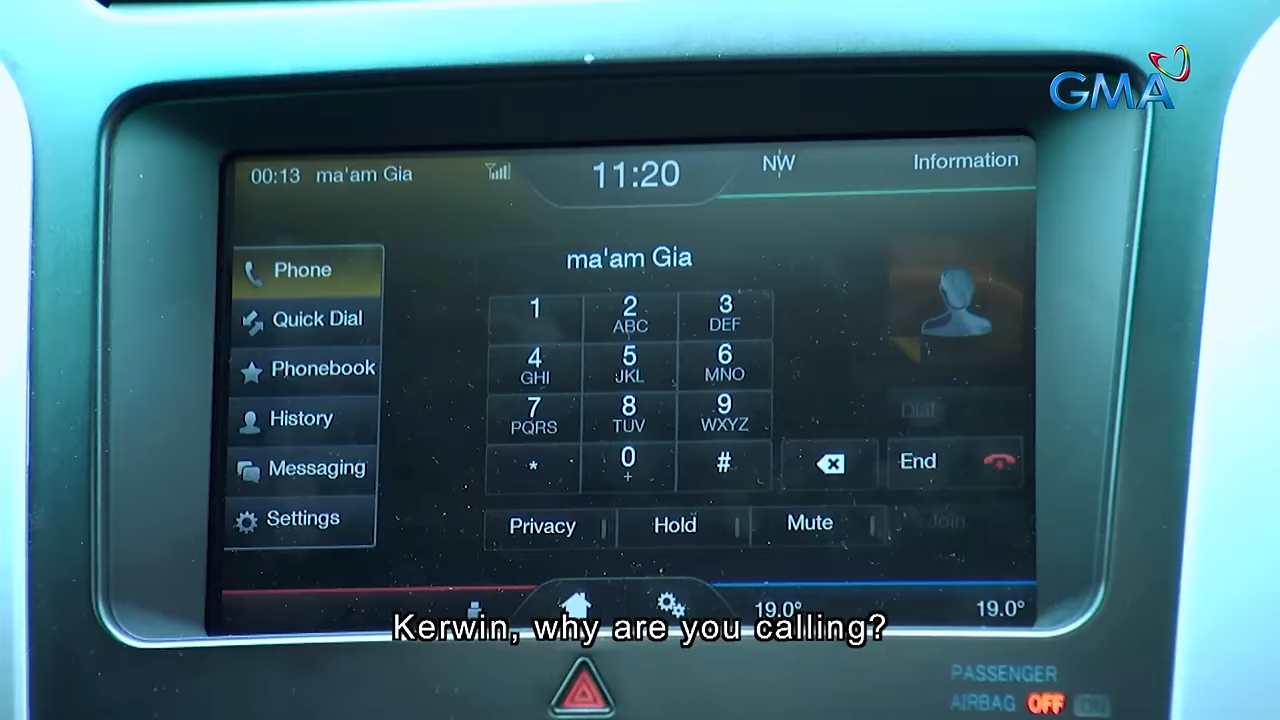 GMA
00:13 ma'am Gia
11:20
NW
Information
ma'am Gia
Phone
Quick Dial
Phonebook
History
Messaging
Settings
1
2 ABC
3 DEF
4 GHI
5 JKL
6 MNO
7 PQRS
8 TUV
9 WXYZ
*
0 +
#
Dial
End
Join
Privacy
Hold
Mute
19.0°
19.0°
Kerwin, why are you calling?
PASSENGER
AIRBAG OFF